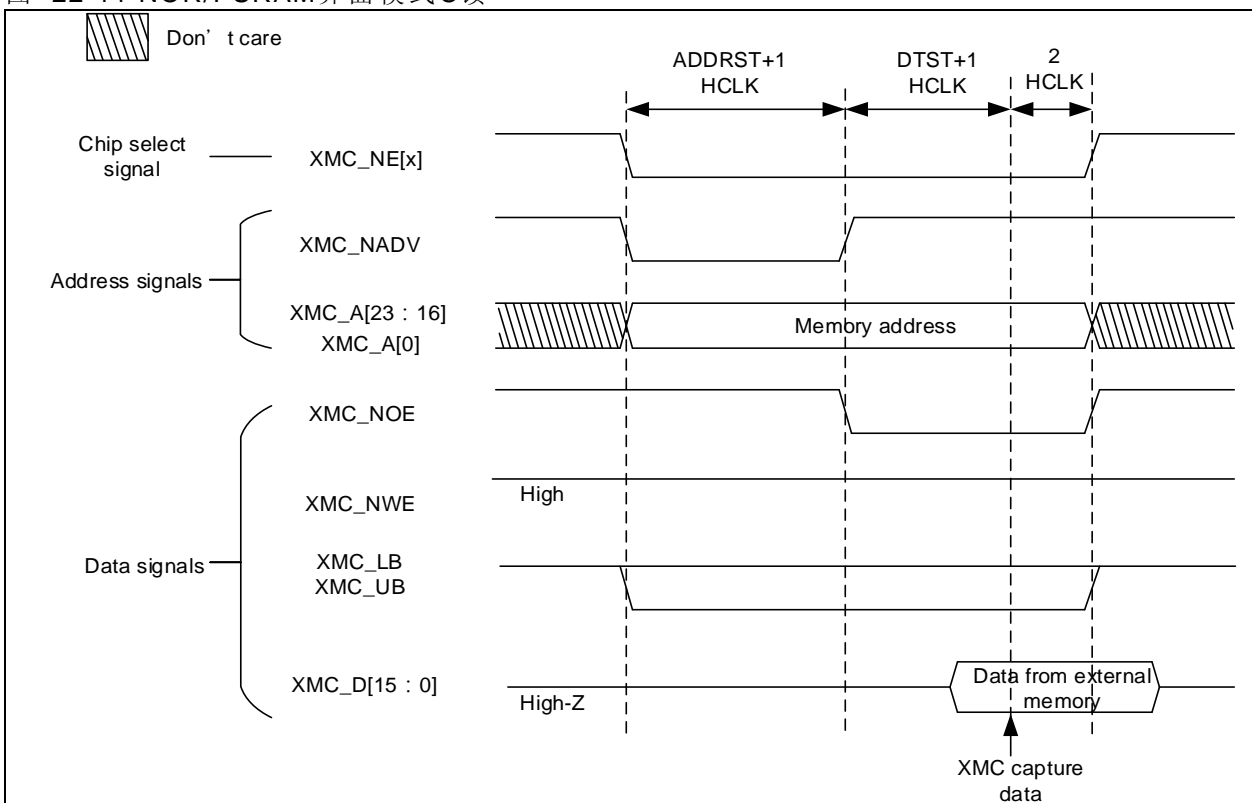 Don't care
ADDRST+1
HCLK
DTST+1
HCLK
2
HCLK
Chip select
signal
XMC_NE[x]
XMC_NADV
Address signals
XMC_A[23：16]
XMC_A[0]
Memory address
XMC_NOE
High
XMC_NWE
Data signals
XMC_LB
XMC_UB
XMC_D[15：0]
High-Z
Data from external
memory
XMC capture
data